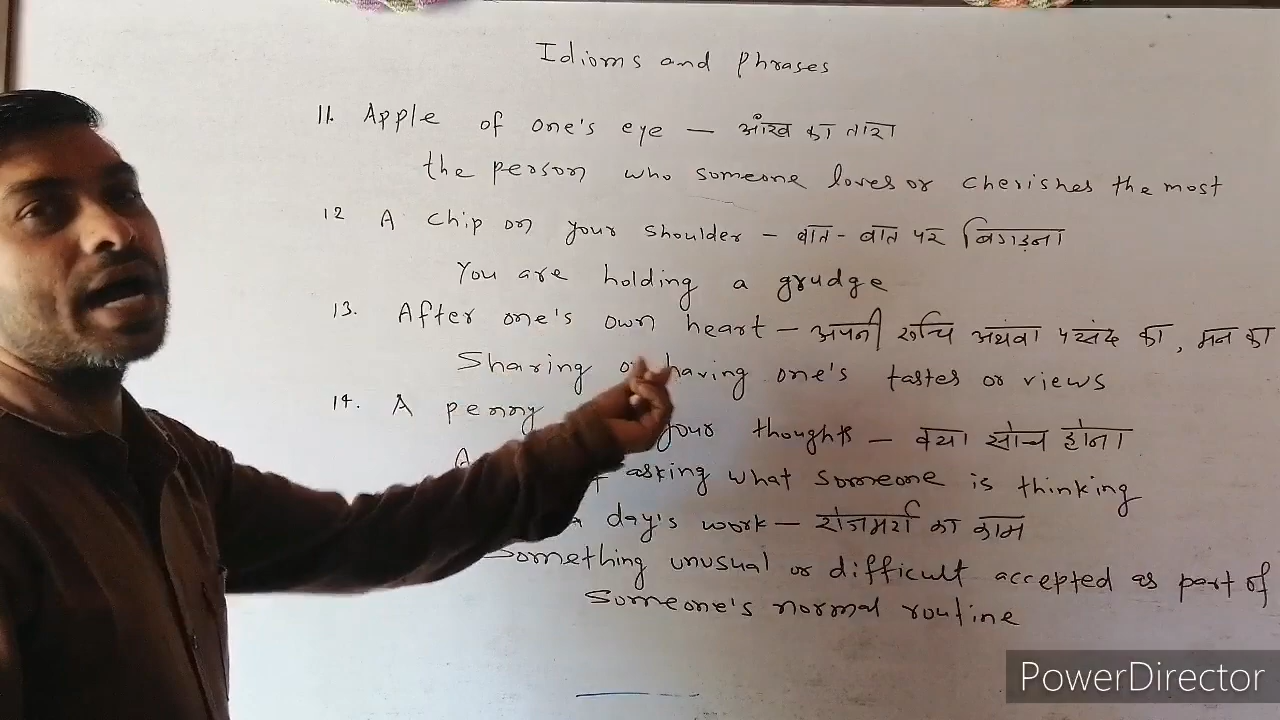 Idioms and Phrases
11. Apple of one's eye – आँख का तारा
the person who someone loves or cherishes the most
12 A chip on your shoulder – बात-बात पर बिगड़ना
You are holding a grudge
13. After one's own heart – अपनी रुचि अथवा पसंद का, मन का
Sharing or having one's tastes or views
14. A penny your thoughts – क्या सोच होना
A asking what someone is thinking
a day's work – रोजमर्रा का काम
Something unusual or difficult accepted as part of
Someone's normal routine
PowerDirector